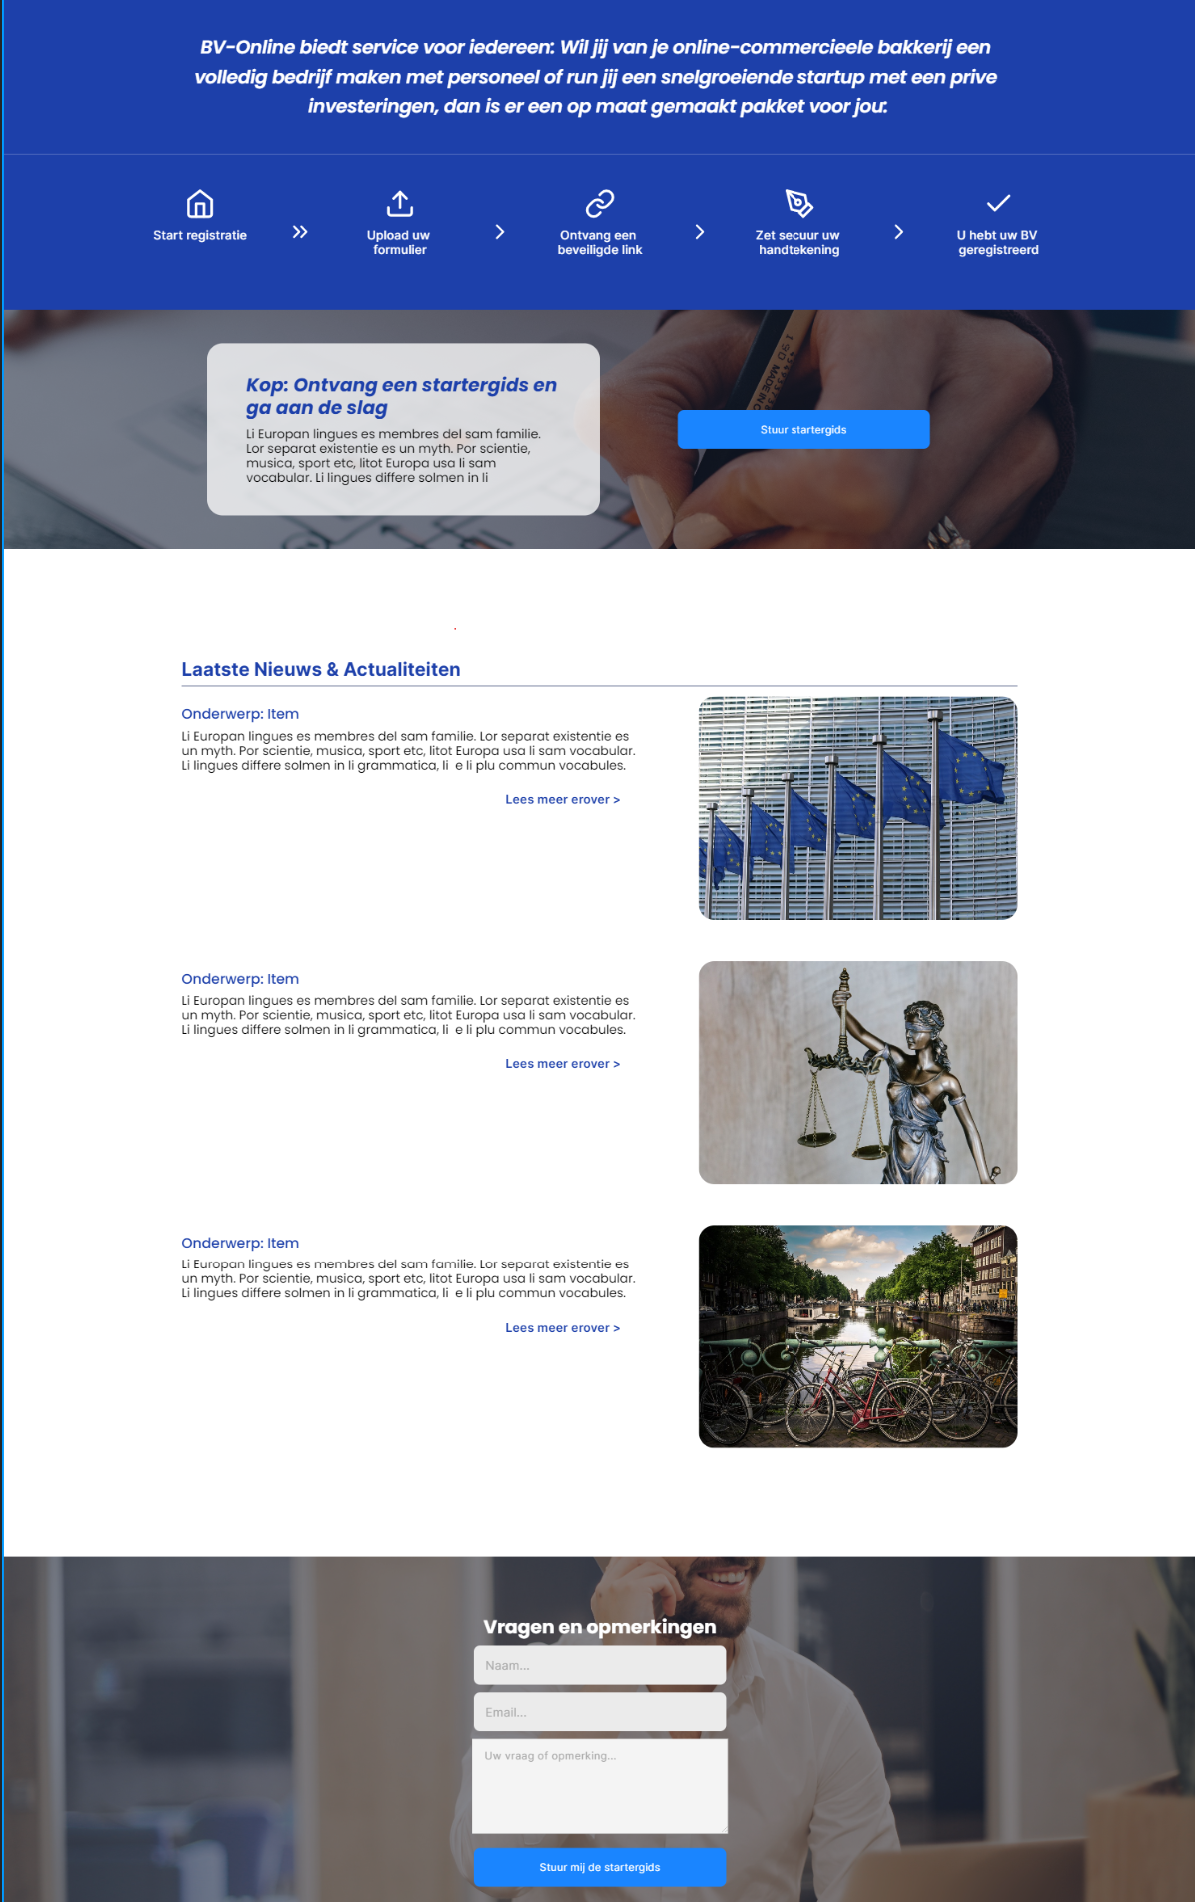 BV-Online biedt service voor iedereen: Wil jij van je online-commercieele bakkerij een
volledig bedrijf maken met personeel of run jij een snelgroeiende startup met een prive
investeringen, dan is er een op maat gemaakt pakket voor jou:
Start registratie
Upload uw
formulier
Ontvang een
beveiligde link
Zet secuur uw
handtekening
U hebt uw BV
geregistreerd
Kop: Ontvang een startergids en
ga aan de slag
Li Europan lingues es membres del sam familie.
Lor separat existentie es un myth. Por scientie,
musica, sport etc, litot Europa usa li sam
vocabular. Li lingues differe solmen in li
Stuur startergids
Laatste Nieuws & Actualiteiten
Onderwerp: Item
Li Europan lingues es membres del sam familie. Lor separat existentie es
un myth. Por scientie, musica, sport etc, litot Europa usa li sam vocabular.
Li lingues differe solmen in li grammatica, li  e li plu commun vocabules.
Lees meer erover >
Onderwerp: Item
Li Europan lingues es membres del sam familie. Lor separat existentie es
un myth. Por scientie, musica, sport etc, litot Europa usa li sam vocabular.
Li lingues differe solmen in li grammatica, li  e li plu commun vocabules.
Lees meer erover >
Onderwerp: Item
Li Europan lingues es membres del sam familie. Lor separat existentie es
un myth. Por scientie, musica, sport etc, litot Europa usa li sam vocabular.
Li lingues differe solmen in li grammatica, li  e li plu commun vocabules.
Lees meer erover >
Vragen en opmerkingen
Naam...
Email...
Uw vraag of opmerking...
Stuur mij de startergids